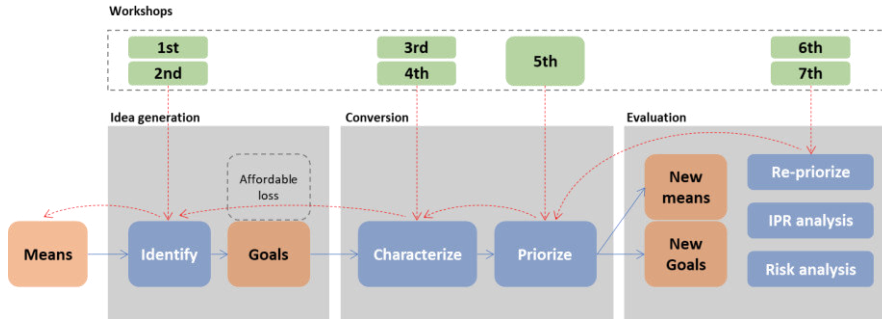 Workshops
1st
2nd
3rd
4th
5th
6th
7th
Idea generation
Conversion
Evaluation
Affordable
loss
Means
Identify
Goals
Characterize
Priorize
New
means
New
Goals
Re-priorize
IPR analysis
Risk analysis